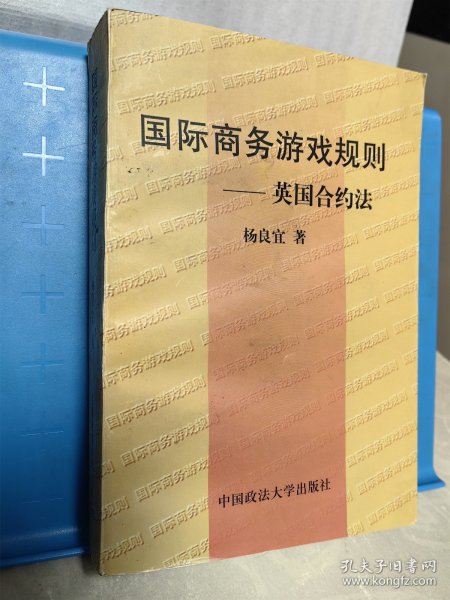 国际商务游戏规则
——英国合约法
杨良宜 著
中国政法大学出版社
孔夫子旧书网
www.kongfz.com